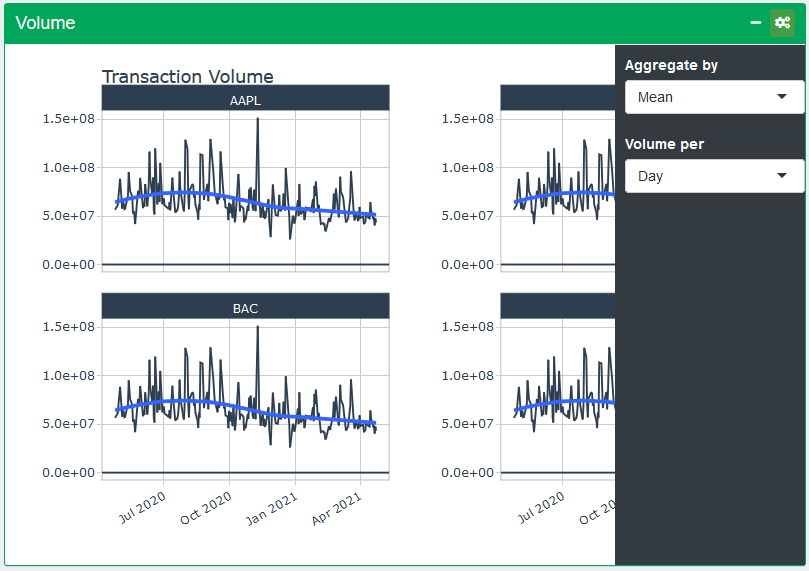 Volume
Aggregate by
Mean
Volume per
Day
Transaction Volume
AAPL
1.5e+08
1.0e+08
5.0e+07
0.0e+00
1.5e+08
1.0e+08
5.0e+07
0.0e+00
BAC
1.5e+08
1.0e+08
5.0e+07
0.0e+00
1.5e+08
1.0e+08
5.0e+07
0.0e+00
Jul 2020
Oct 2020
Jan 2021
Apr 2021
Jul 2020
Oct 20